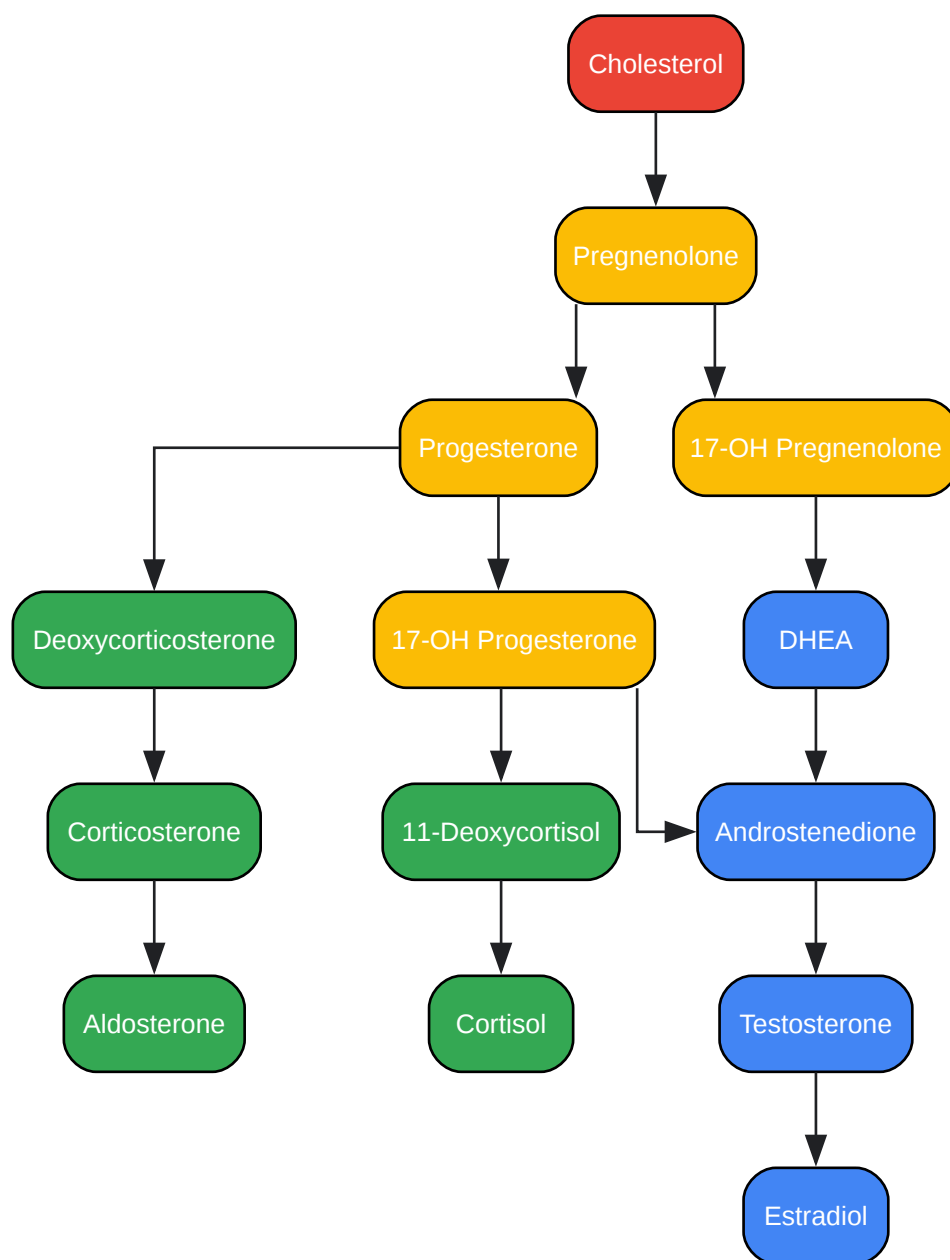 Cholesterol
Pregnenolone
Progesterone
17-OH Pregnenolone
Deoxycorticosterone
17-OH Progesterone
DHEA
Corticosterone
11-Deoxycortisol
Androstenedione
Aldosterone
Cortisol
Testosterone
Estradiol